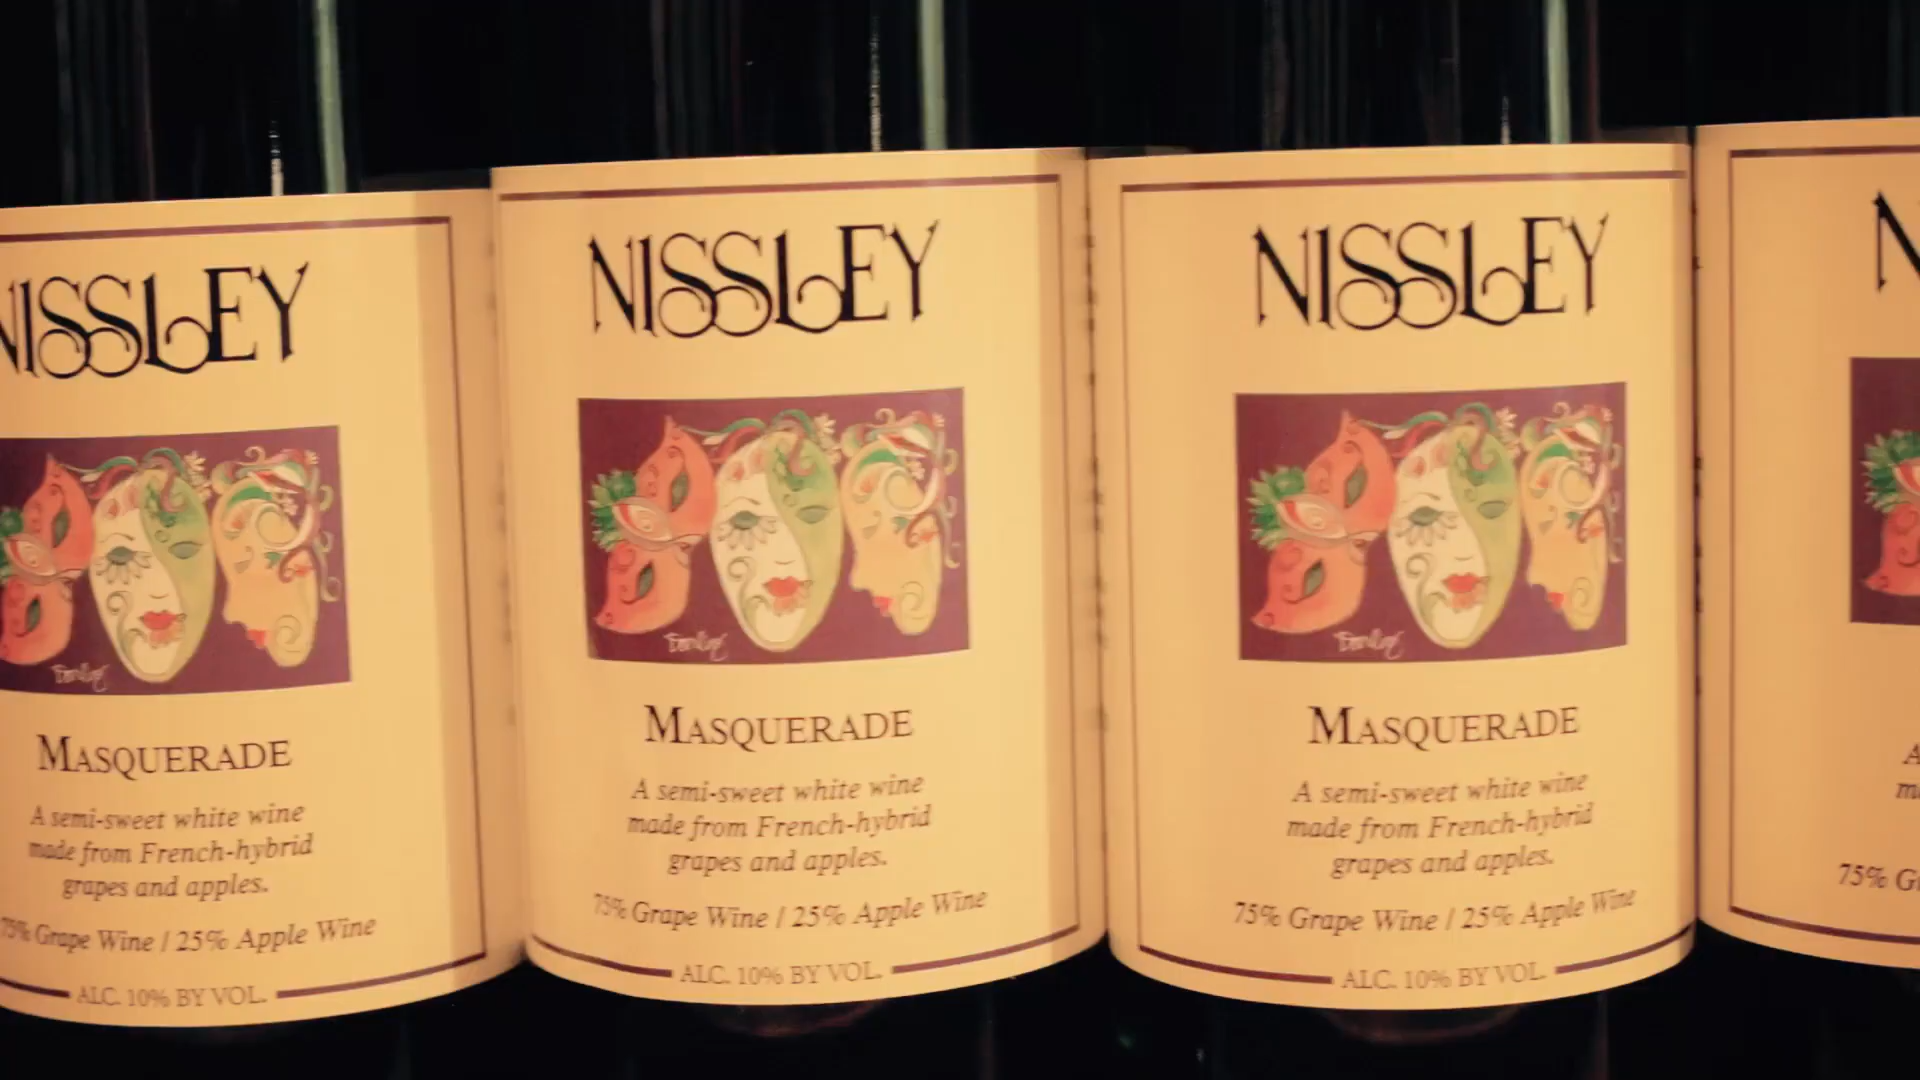 NISSLEY
MASQUERADE
A semi-sweet white wine
made from French-hybrid
grapes and apples.
75% Grape Wine / 25% Apple Wine
ALC. 10% BY VOL.
NISSLEY
MASQUERADE
A semi-sweet white wine
made from French-hybrid
grapes and apples.
75% Grape Wine / 25% Apple Wine
ALC. 10% BY VOL.
NISSLEY
MASQUERADE
A semi-sweet white wine
made from French-hybrid
grapes and apples.
75% Grape Wine / 25% Apple Wine
ALC. 10% BY VOL.
N
A
75%